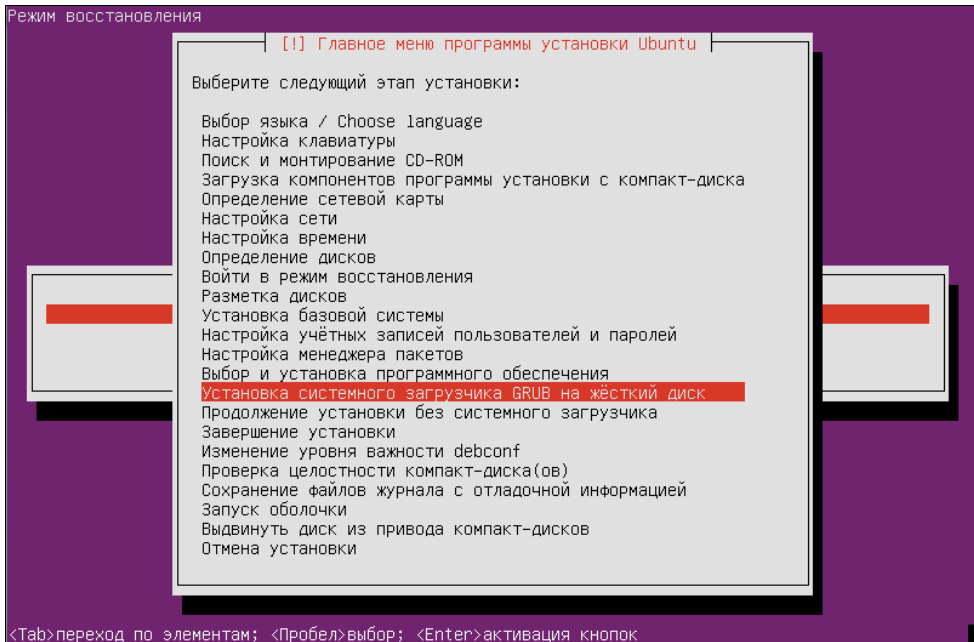 Режим восстановления
[!] Главное меню программы установки Ubuntu
Выберите следующий этап установки:
Выбор языка / Choose language
Настройка клавиатуры
Поиск и монтирование CD-ROM
Загрузка компонентов программы установки с компакт-диска
Определение сетевой карты
Настройка сети
Настройка времени
Определение дисков
Войти в режим восстановления
Разметка дисков
Установка базовой системы
Настройка учётных записей пользователей и паролей
Настройка менеджера пакетов
Выбор и установка программного обеспечения
Установка системного загрузчика GRUB на жёсткий диск
Продолжение установки без системного загрузчика
Завершение установки
Изменение уровня важности debconf
Проверка целостности компакт-диска(ов)
Сохранение файлов журнала с отладочной информацией
Запуск оболочки
Выдвинуть диск из привода компакт-дисков
Отмена установки
<Tab>переход по элементам; <Пробел>выбор; <Enter>активация кнопок